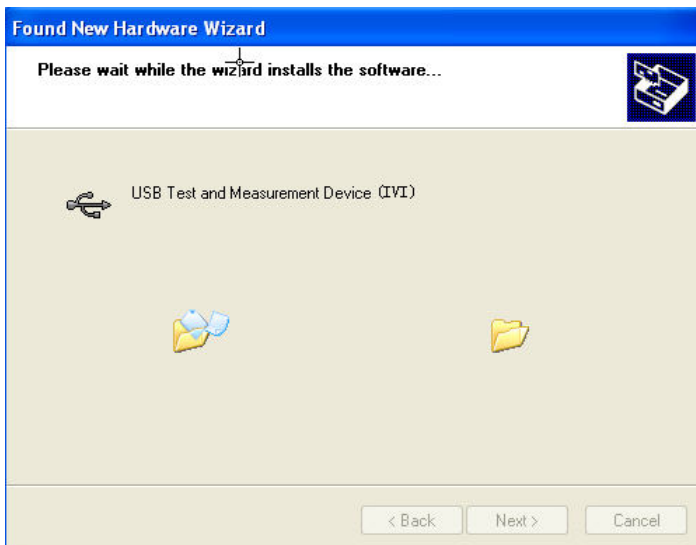 Found New Hardware Wizard
Please wait while the wizard installs the software...
USB Test and Measurement Device (IVI)
< Back
Next >
Cancel